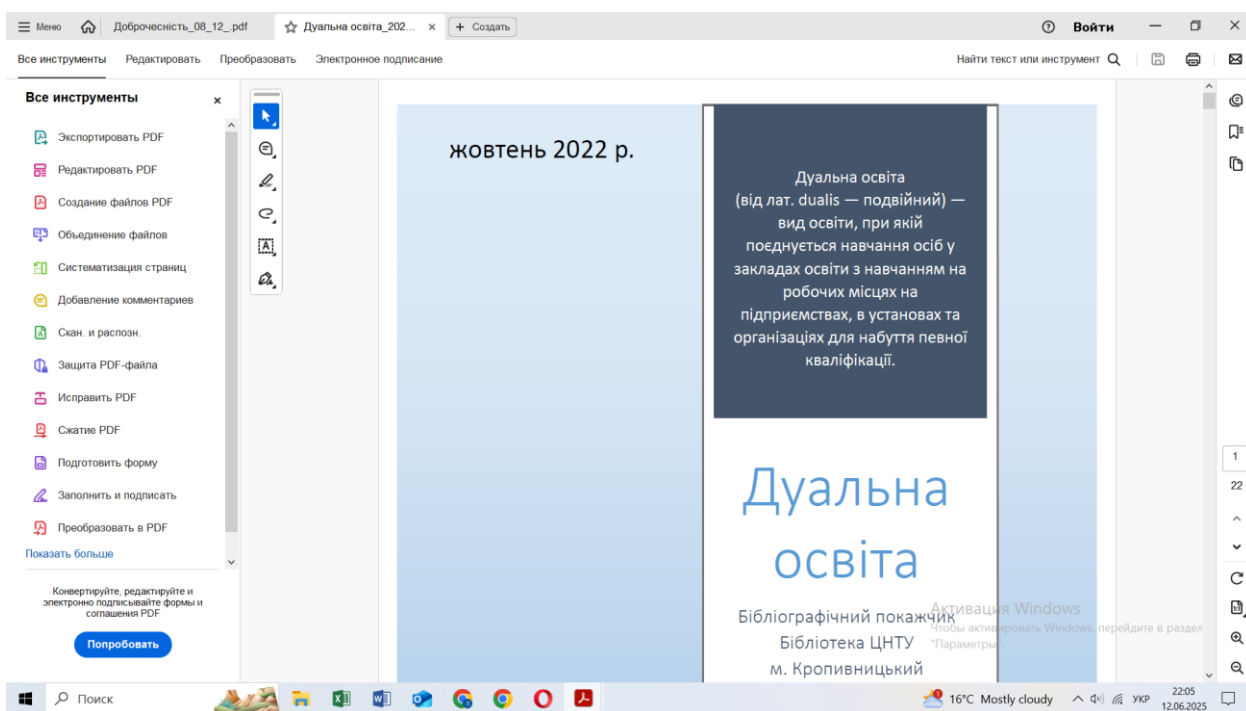 Меню
Доброчесність_08_12_.pdf
Дуальна освіта_202...
Создать
Войти
Все инструменты
Редактировать
Преобразовать
Электронное подписание
Найти текст или инструмент
Все инструменты
Экспортировать PDF
Редактировать PDF
Создание файлов PDF
Объединение файлов
Систематизация страниц
Добавление комментариев
Скан. и распозн.
Защита PDF-файла
Исправить PDF
Сжатие PDF
Подготовить форму
Заполнить и подписать
Преобразовать в PDF
Показать больше
Конвертируйте, редактируйте и
электронно подписывайте формы и
соглашения PDF
Попробовать
жовтень 2022 р.
Дуальна освіта
(від лат. dualis — подвійний) —
вид освіти, при якій
поєднується навчання осіб у
закладах освіти з навчанням на
робочих місцях на
підприємствах, в установах та
організаціях для набуття певної
кваліфікації.
Дуальна
освіта
Бібліографічний покажчик
Бібліотека ЦНТУ
м. Кропивницький
Активация Windows
Чтобы активировать Windows, перейдите в раздел
"Параметры".
1
22
Поиск
16°C Mostly cloudy
УКР
22:05
12.06.2025